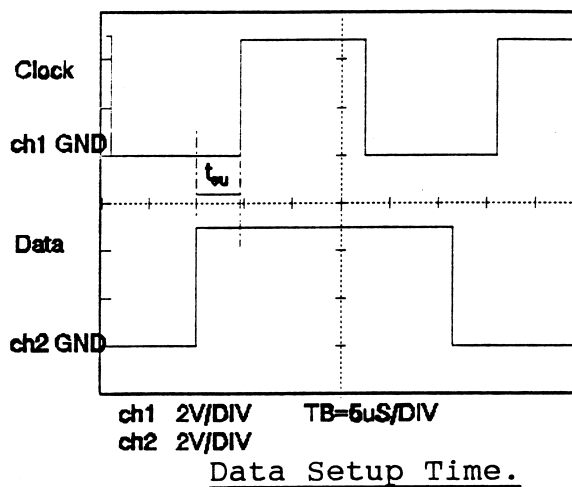 Clock
ch1 GND
tsu
Data
ch2 GND
ch1 2V/DIV TB=5uS/DIV
ch2 2V/DIV
Data Setup Time.